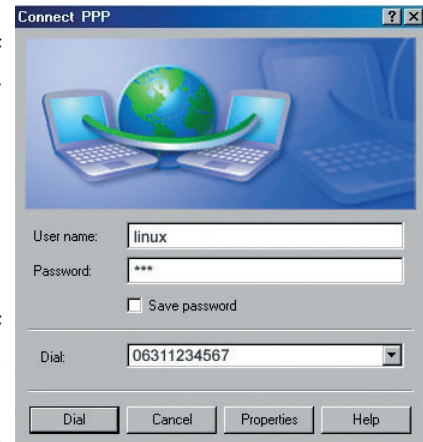 Connect PPP
User name: linux
Password: ***
Save password
Dial: 06311234567
Dial Cancel Properties Help